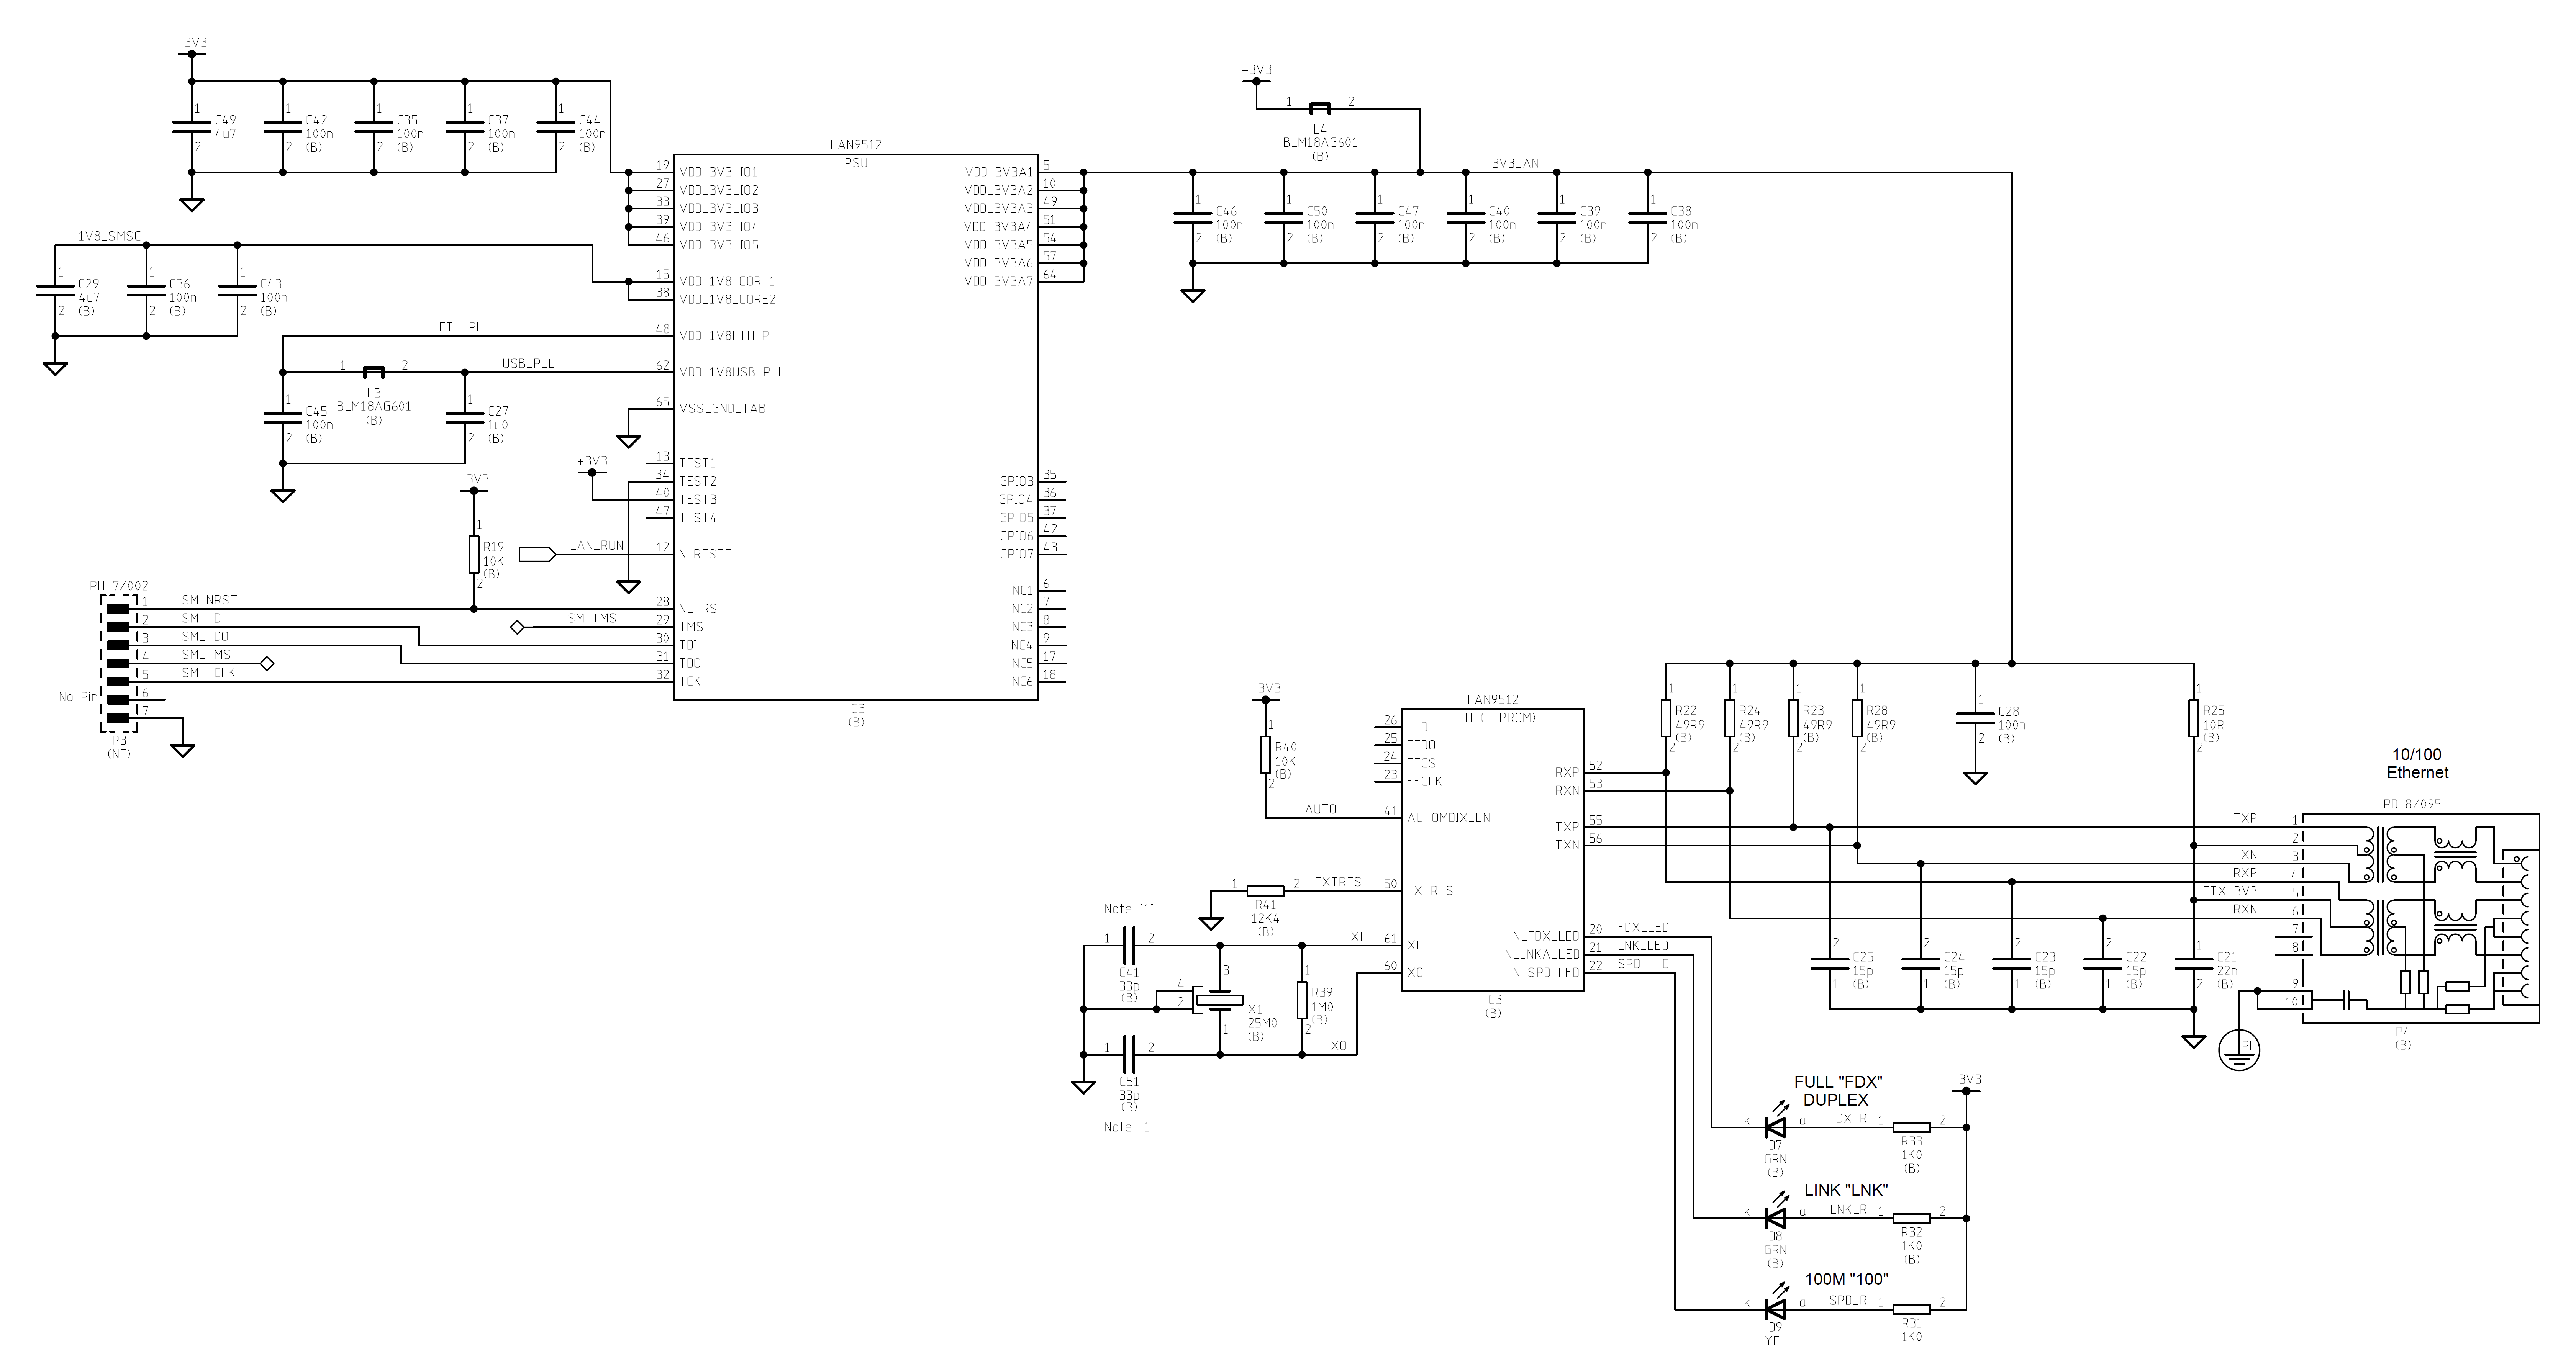 +3V3
1 1 1 1 1
C49 C42 C35 C37 C44
4u7 100n 100n 100n 100n
2 2 (B) 2 (B) 2 (B) 2 (B)
+1V8_SMSC
1 1 1
C29 C36 C43
4u7 100n 100n
2 (B) 2 (B) 2 (B)
ETH_PLL
1 2 USB_PLL
L3
BLM18AG601
(B)
1 C45 100n 2 (B)
1 C27 1u0 2 (B)
+3V3
+3V3
1 R19 10K (B) 2
LAN_RUN
PH-7/002
1 SM_NRST
2 SM_TDI
3 SM_TDO
4 SM_TMS
5 SM_TCLK
No Pin 6
7
P3
(NF)
SM_TMS
LAN9512
PSU
19 VDD_3V3_IO1
27 VDD_3V3_IO2
33 VDD_3V3_IO3
39 VDD_3V3_IO4
46 VDD_3V3_IO5
15 VDD_1V8_CORE1
38 VDD_1V8_CORE2
48 VDD_1V8ETH_PLL
62 VDD_1V8USB_PLL
65 VSS_GND_TAB
13 TEST1
34 TEST2
40 TEST3
47 TEST4
12 N_RESET
28 N_TRST
29 TMS
30 TDI
31 TDO
32 TCK
VDD_3V3A1 5
VDD_3V3A2 10
VDD_3V3A3 49
VDD_3V3A4 51
VDD_3V3A5 54
VDD_3V3A6 57
VDD_3V3A7 64
GPIO3 35
GPIO4 36
GPIO5 37
GPIO6 42
GPIO7 43
NC1 6
NC2 7
NC3 8
NC4 9
NC5 17
NC6 18
IC3
(B)
+3V3
1 2
L4
BLM18AG601
(B)
+3V3_AN
1 1 1 1 1 1
C46 C50 C47 C40 C39 C38
100n 100n 100n 100n 100n 100n
2 (B) 2 (B) 2 (B) 2 (B) 2 (B) 2 (B)
+3V3
1 R40 10K (B) 2
AUTO
1 2 EXTRES
R41
12K4
(B)
Note [1]
1 2 XI
C41
33p
(B)
3
4
2
X1
25M0
(B)
1
1 R39 1M0 (B) 2
1 2 XO
C51
33p
(B)
Note [1]
LAN9512
ETH (EEPROM)
26 EEDI
25 EEDO
24 EECS
23 EECLK
41 AUTOMDIX_EN
50 EXTRES
61 XI
60 XO
RXP 52
RXN 53
TXP 55
TXN 56
N_FDX_LED 20 FDX_LED
N_LNKA_LED 21 LNK_LED
N_SPD_LED 22 SPD_LED
IC3
(B)
1 1 1 1 1 1
R22 R24 R23 R28 C28 R25
49R9 49R9 49R9 49R9 100n 10R
(B) (B) (B) (B) (B) (B)
2 2 2 2 2 2
10/100
Ethernet
PD-8/095
TXP 1
2
TXN 3
RXP 4
ETX_3V3 5
RXN 6
7
8
9
10
P4
(B)
PE
2 2 2 2 1
C25 C24 C23 C22 C21
15p 15p 15p 15p 22n
1 (B) 1 (B) 1 (B) 1 (B) 2 (B)
+3V3
FULL "FDX"
DUPLEX
k a FDX_R 1 2
D7 R33
GRN 1K0
(B) (B)
LINK "LNK"
k a LNK_R 1 2
D8 R32
GRN 1K0
(B) (B)
100M "100"
k a SPD_R 1 2
D9 R31
YEL 1K0